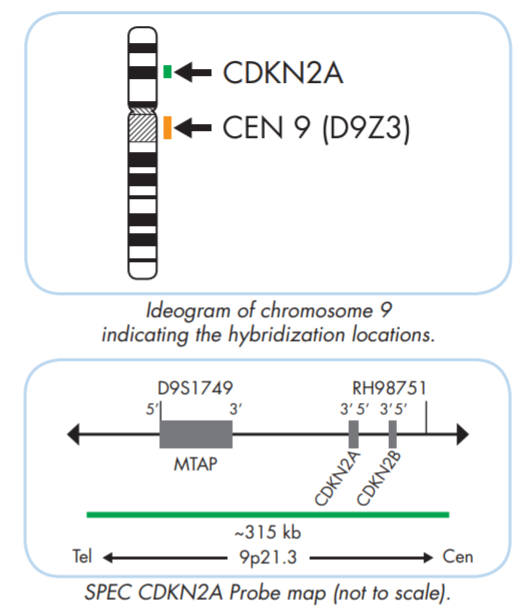 CDKN2A
CEN 9 (D9Z3)
Ideogram of chromosome 9
indicating the hybridization locations.
D9S1749 RH98751
5' 3' 3' 5' 3' 5'
MTAP
CDKN2A
CDKN2B
~315 kb
Tel 9p21.3 Cen
SPEC CDKN2A Probe map (not to scale).